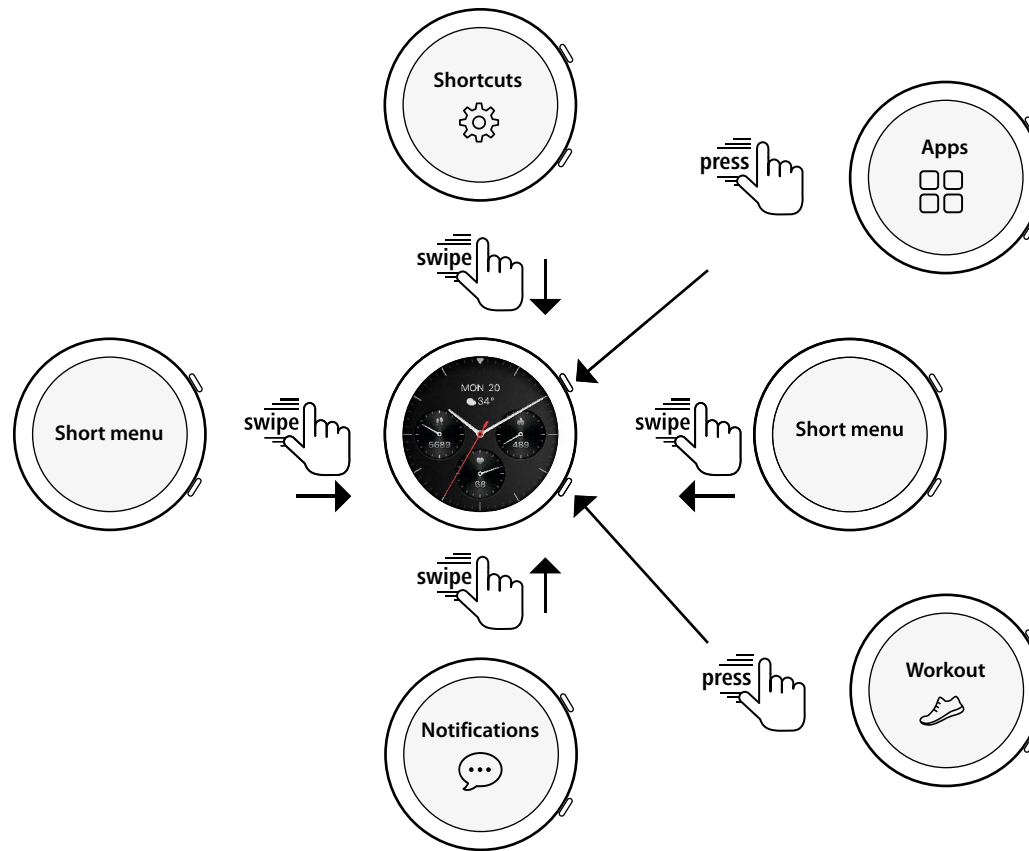 Shortcuts
press
Apps
swipe
Short menu
swipe
MON 20
34°
5689
489
68
swipe
Short menu
swipe
Notifications
press
Workout